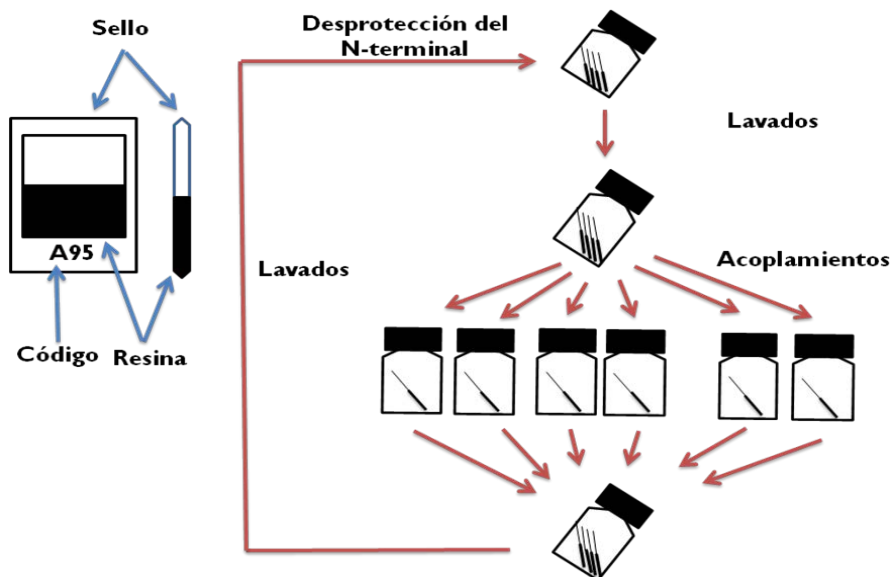 Sello
Desprotección del
N-terminal
Lavados
A95
Lavados
Acoplamientos
Código
Resina